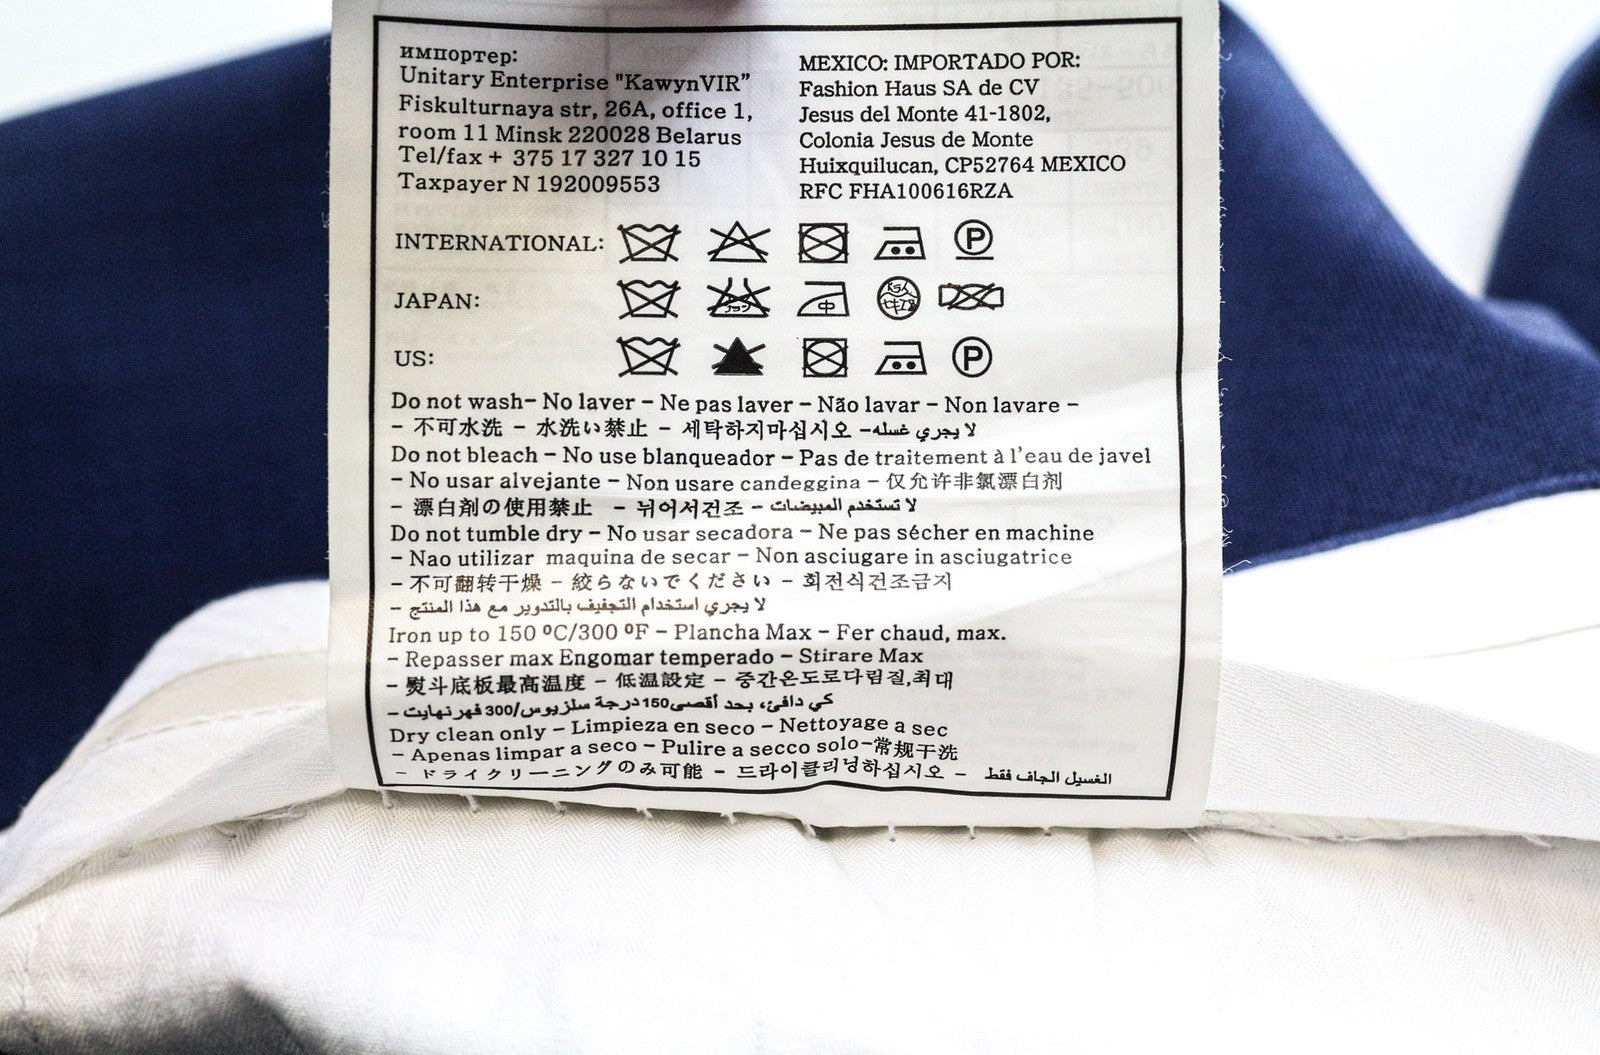 импортер:
Unitary Enterprise "KawynVIR”
Fiskulturnaya str, 26A, office 1,
room 11 Minsk 220028 Belarus
Tel/fax + 375 17 327 10 15
Taxpayer N 192009553
MEXICO: IMPORTADO POR:
Fashion Haus SA de CV
Jesus del Monte 41-1802,
Colonia Jesus de Monte
Huixquilucan, CP52764 MEXICO
RFC FHA100616RZA
INTERNATIONAL:
P
JAPAN:
中
US:
P
Do not wash– No laver – Ne pas laver – Não lavar – Non lavare –
– 不可水洗 – 水洗い禁止 – 세탁하지마십시오 –لا يجري غسله
Do not bleach – No use blanqueador – Pas de traitement à l’eau de javel
– No usar alvejante – Non usare candeggina – 仅允许非氯漂白剂
– 漂白剤の使用禁止 – 뉘어서건조 – لا تستخدم المبيضات
Do not tumble dry – No usar secadora – Ne pas sécher en machine
– Nao utilizar maquina de secar – Non asciugare in asciugatrice
– 不可翻转干燥 – 絞らないでください – 회전식건조금지
– لا يجري استخدام التجفيف بالتدوير مع هذا المنتج
Iron up to 150 ºC/300 ºF – Plancha Max – Fer chaud, max.
– Repasser max Engomar temperado – Stirare Max
– 熨斗底板最高温度 – 低温設定 – 중간온도로다림질,최대
– كي دافئ، بحد أقصى150درجة سلزيوس/300 فهرنهايت
Dry clean only – Limpieza en seco – Nettoyage a sec
– Apenas limpar a seco – Pulire a secco solo–常规干洗
– ドライクリーニングのみ可能 – 드라이클리닝하십시오 – الغسيل الجاف فقط